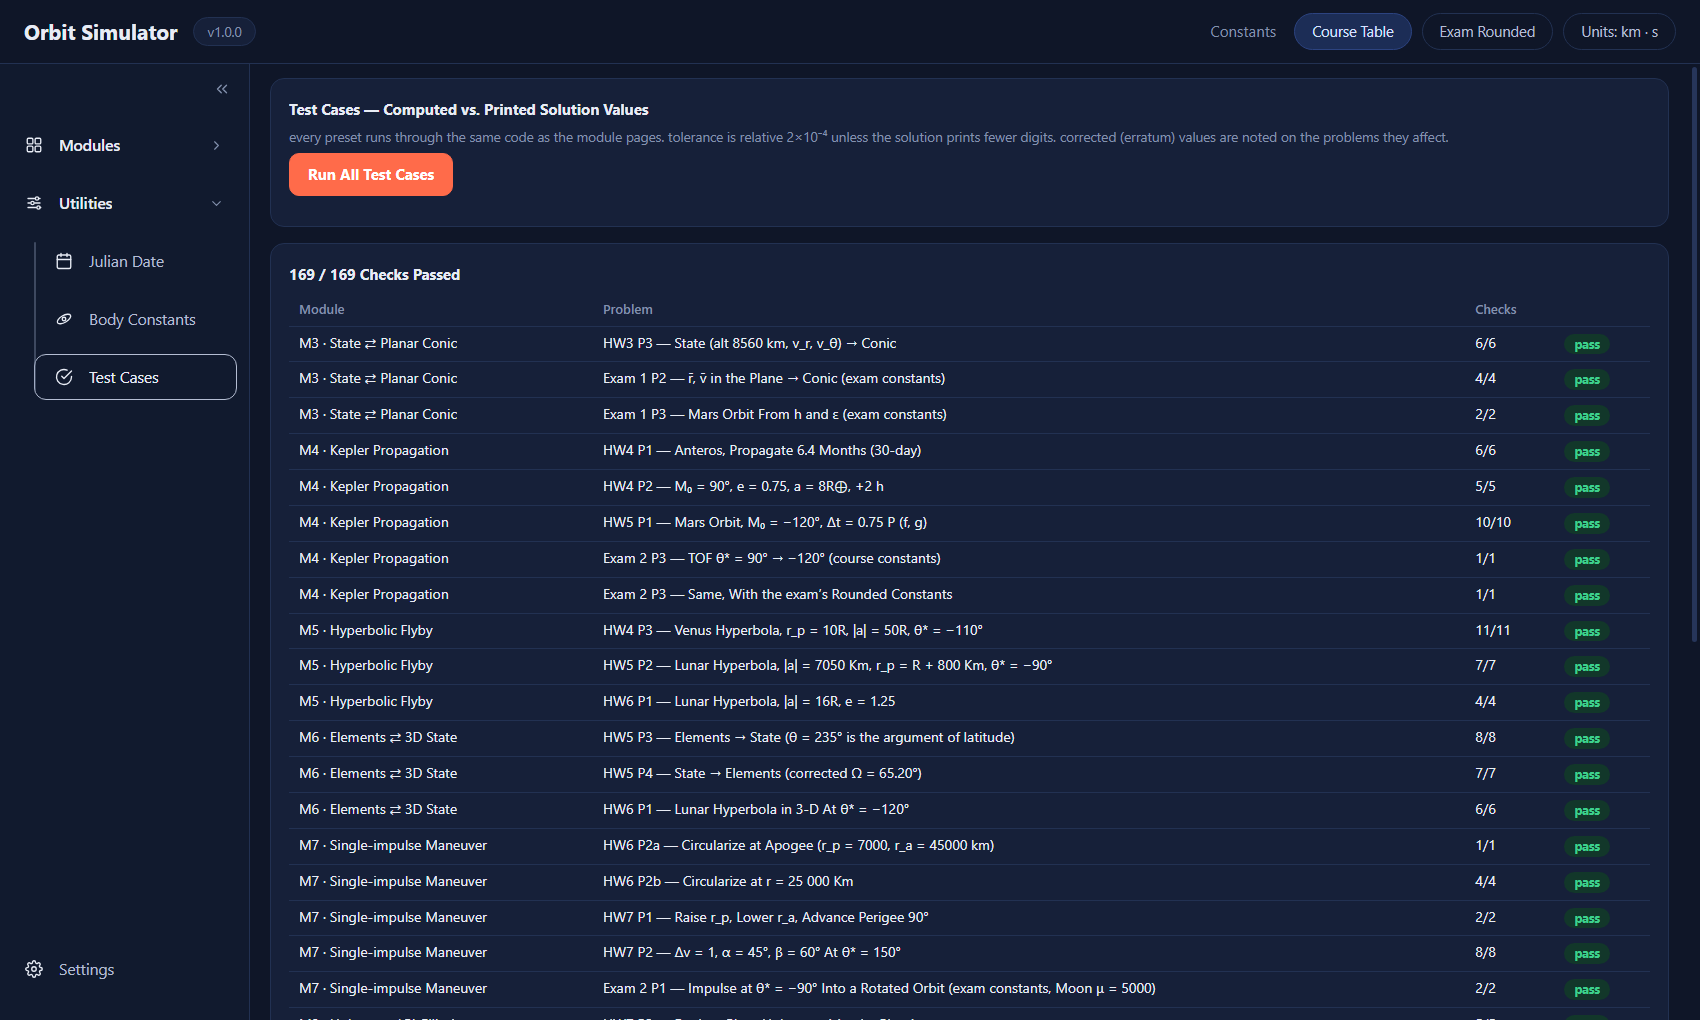 Orbit Simulator v1.0.0 Constants Course Table Exam Rounded Units: km · s
«
Modules
Utilities
Julian Date
Body Constants
Test Cases
Settings
Test Cases — Computed vs. Printed Solution Values
every preset runs through the same code as the module pages. tolerance is relative 2×10⁻⁴ unless the solution prints fewer digits. corrected (erratum) values are noted on the problems they affect.
Run All Test Cases
169 / 169 Checks Passed
Module Problem Checks
M3 · State ⇄ Planar Conic HW3 P3 — State (alt 8560 km, v_r, v_θ) → Conic 6/6 pass
M3 · State ⇄ Planar Conic Exam 1 P2 — r̄, v̄ in the Plane → Conic (exam constants) 4/4 pass
M3 · State ⇄ Planar Conic Exam 1 P3 — Mars Orbit From h and ε (exam constants) 2/2 pass
M4 · Kepler Propagation HW4 P1 — Anteros, Propagate 6.4 Months (30-day) 6/6 pass
M4 · Kepler Propagation HW4 P2 — M₀ = 90°, e = 0.75, a = 8R⊕, +2 h 5/5 pass
M4 · Kepler Propagation HW5 P1 — Mars Orbit, M₀ = −120°, Δt = 0.75 P (f, g) 10/10 pass
M4 · Kepler Propagation Exam 2 P3 — TOF θ* = 90° → −120° (course constants) 1/1 pass
M4 · Kepler Propagation Exam 2 P3 — Same, With the exam's Rounded Constants 1/1 pass
M5 · Hyperbolic Flyby HW4 P3 — Venus Hyperbola, r_p = 10R, |a| = 50R, θ* = −110° 11/11 pass
M5 · Hyperbolic Flyby HW5 P2 — Lunar Hyperbola, |a| = 7050 Km, r_p = R + 800 Km, θ* = −90° 7/7 pass
M5 · Hyperbolic Flyby HW6 P1 — Lunar Hyperbola, |a| = 16R, e = 1.25 4/4 pass
M6 · Elements ⇄ 3D State HW5 P3 — Elements → State (θ = 235° is the argument of latitude) 8/8 pass
M6 · Elements ⇄ 3D State HW5 P4 — State → Elements (corrected Ω = 65.20°) 7/7 pass
M6 · Elements ⇄ 3D State HW6 P1 — Lunar Hyperbola in 3-D At θ* = −120° 6/6 pass
M7 · Single-impulse Maneuver HW6 P2a — Circularize at Apogee (r_p = 7000, r_a = 45000 km) 1/1 pass
M7 · Single-impulse Maneuver HW6 P2b — Circularize at r = 25 000 Km 4/4 pass
M7 · Single-impulse Maneuver HW7 P1 — Raise r_p, Lower r_a, Advance Perigee 90° 2/2 pass
M7 · Single-impulse Maneuver HW7 P2 — Δv = 1, α = 45°, β = 60° At θ* = 150° 8/8 pass
M7 · Single-impulse Maneuver Exam 2 P1 — Impulse at θ* = −90° Into a Rotated Orbit (exam constants, Moon μ = 5000) 2/2 pass